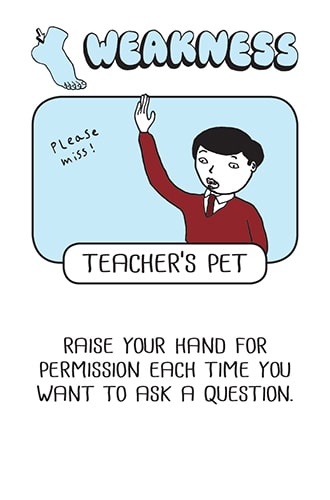 WEAKNESS
Please
miss!
TEACHER'S PET
RAISE YOUR HAND FOR
PERMISSION EACH TIME YOU
WANT TO ASK A QUESTION.